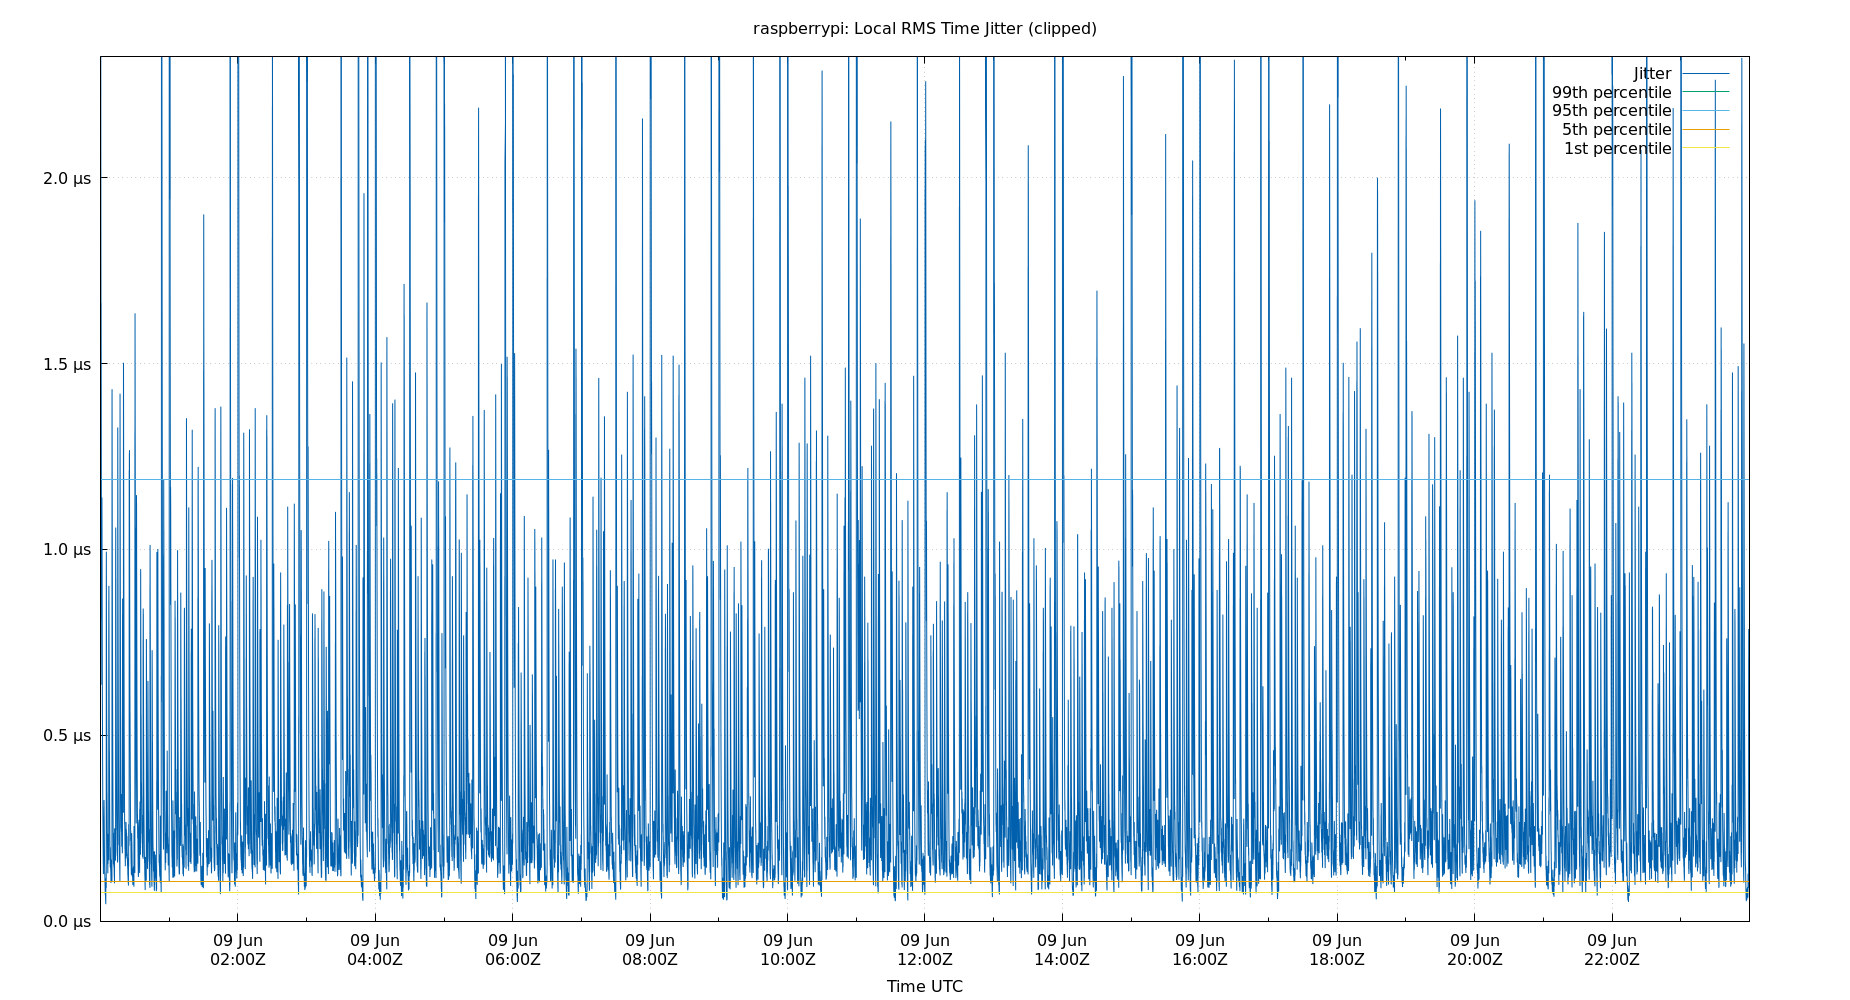 raspberrypi: Local RMS Time Jitter (clipped)
Jitter
99th percentile
95th percentile
5th percentile
1st percentile
2.0 µs
1.5 µs
1.0 µs
0.5 µs
0.0 µs
09 Jun 09 Jun 09 Jun 09 Jun 09 Jun 09 Jun 09 Jun 09 Jun 09 Jun 09 Jun 09 Jun
02:00Z 04:00Z 06:00Z 08:00Z 10:00Z 12:00Z 14:00Z 16:00Z 18:00Z 20:00Z 22:00Z
Time UTC